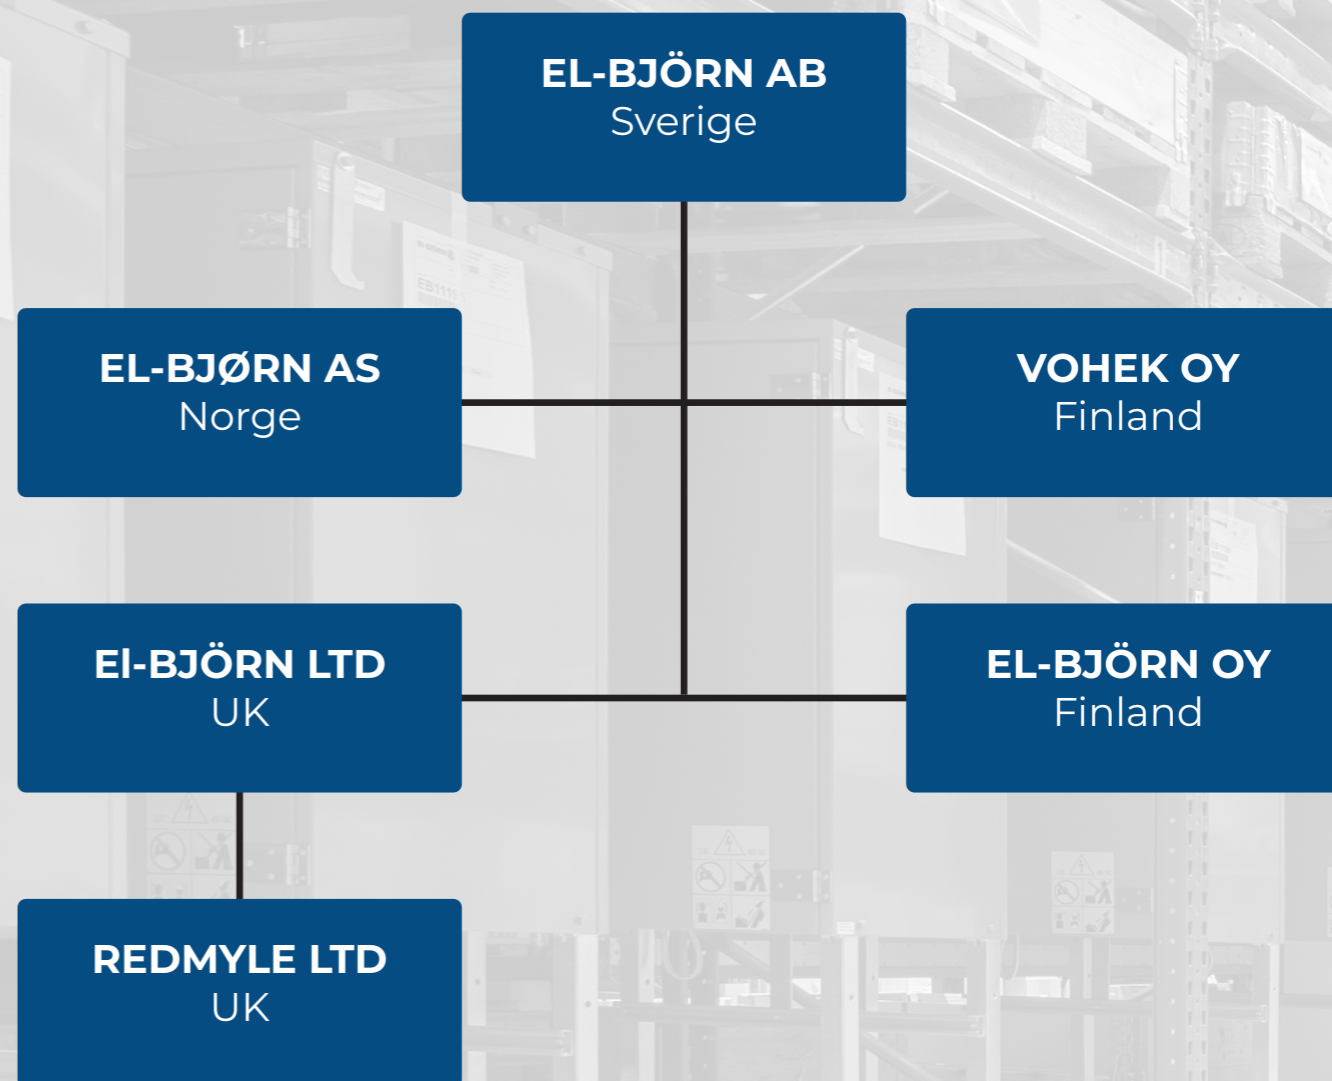 EL-BJÖRN AB
Sverige
EL-BJØRN AS
Norge
VOHEK OY
Finland
El-BJÖRN LTD
UK
EL-BJÖRN OY
Finland
REDMYLE LTD
UK